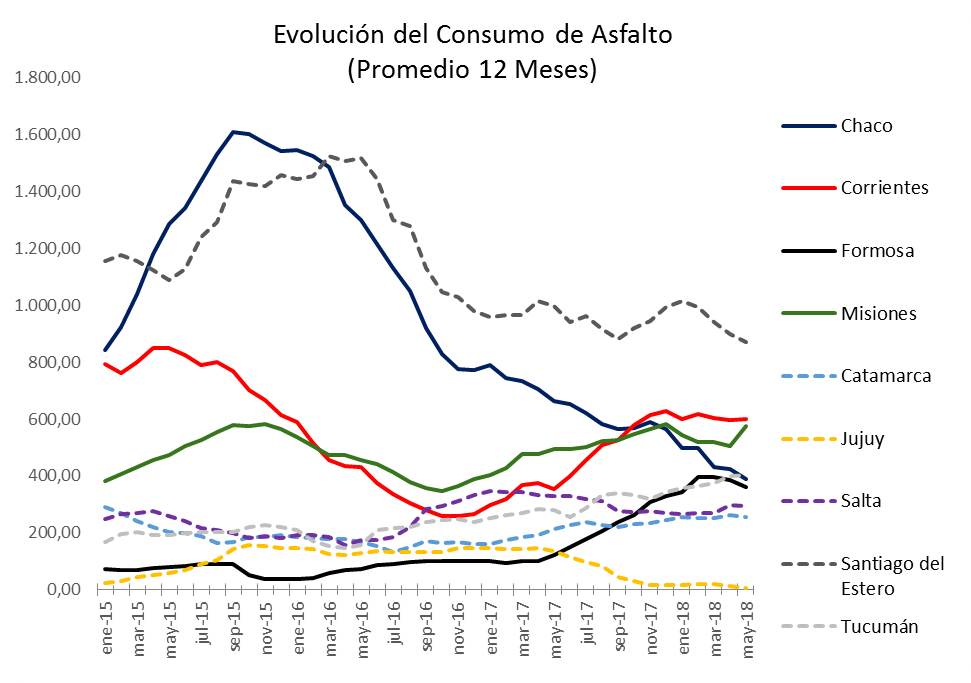 Evolución del Consumo de Asfalto
(Promedio 12 Meses)
1.800,00
1.600,00
1.400,00
1.200,00
1.000,00
800,00
600,00
400,00
200,00
0,00
ene-15
mar-15
may-15
jul-15
sep-15
nov-15
ene-16
mar-16
may-16
jul-16
sep-16
nov-16
ene-17
mar-17
may-17
jul-17
sep-17
nov-17
ene-18
mar-18
may-18
Chaco
Corrientes
Formosa
Misiones
Catamarca
Jujuy
Salta
Santiago del
Estero
Tucumán